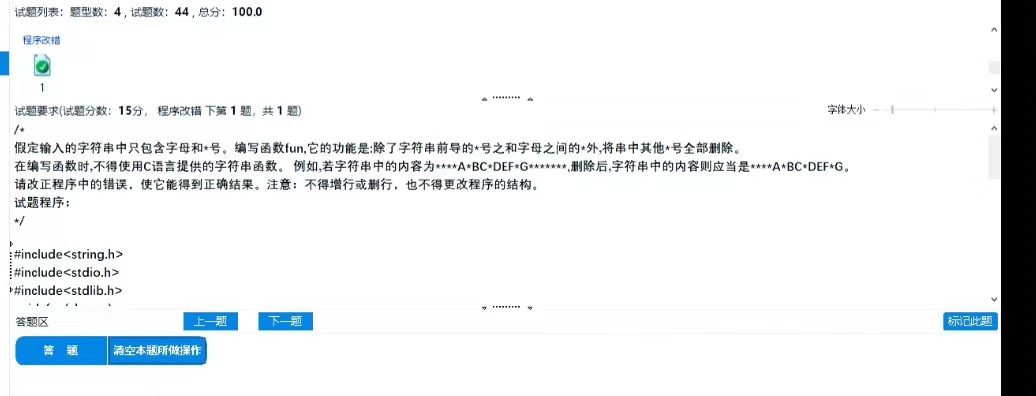 试题列表：题型数：4，试题数：44，总分：100.0
程序改错
1
试题要求(试题分数：15分， 程序改错 下第 1 题，共 1 题)
字体大小
/*
假定输入的字符串中只包含字母和*号。编写函数fun,它的功能是:除了字符串前导的*号之和字母之间的*外,将串中其他*号全部删除。
在编写函数时,不得使用C语言提供的字符串函数。 例如,若字符串中的内容为****A*BC*DEF*G*******,删除后,字符串中的内容则应当是****A*BC*DEF*G。
请改正程序中的错误，使它能得到正确结果。注意：不得增行或删行，也不得更改程序的结构。
试题程序：
*/
#include<string.h>
#include<stdio.h>
#include<stdlib.h>
答题区
上一题
下一题
标记此题
答 题
清空本题所做操作